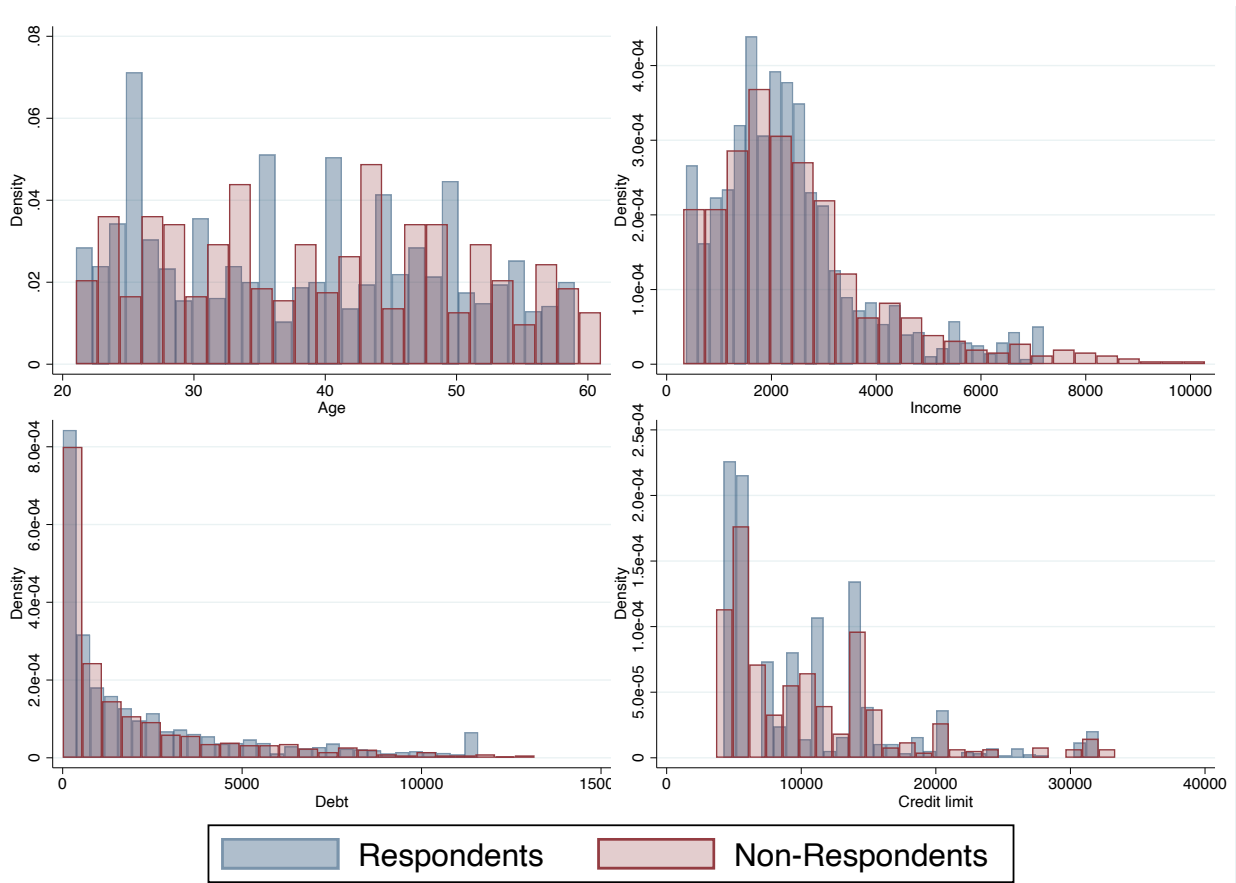 .08
.06
.04
.02
0
Density
20 30 40 50 60
Age
4.0e-04
3.0e-04
2.0e-04
1.0e-04
0
Density
0 2000 4000 6000 8000 10000
Income
8.0e-04
6.0e-04
4.0e-04
2.0e-04
0
Density
0 5000 10000 1500
Debt
2.5e-04
2.0e-04
1.5e-04
1.0e-04
5.0e-05
0
Density
0 10000 20000 30000 40000
Credit limit
Respondents Non-Respondents